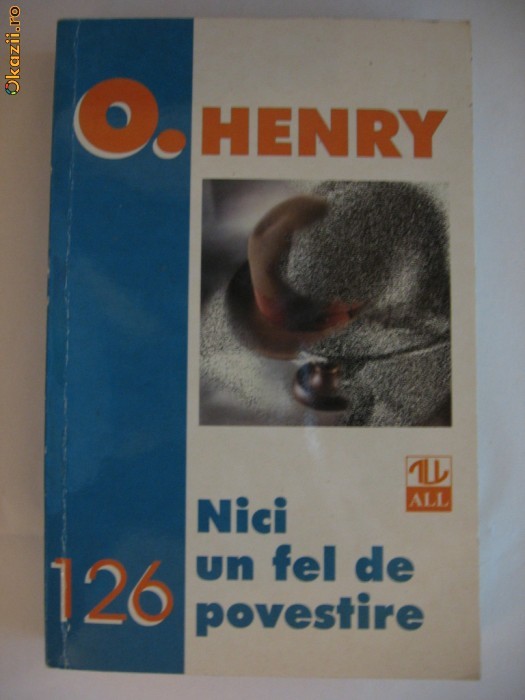 Okazii.ro
O. HENRY
ALL
Nici
un fel de
povestire
126